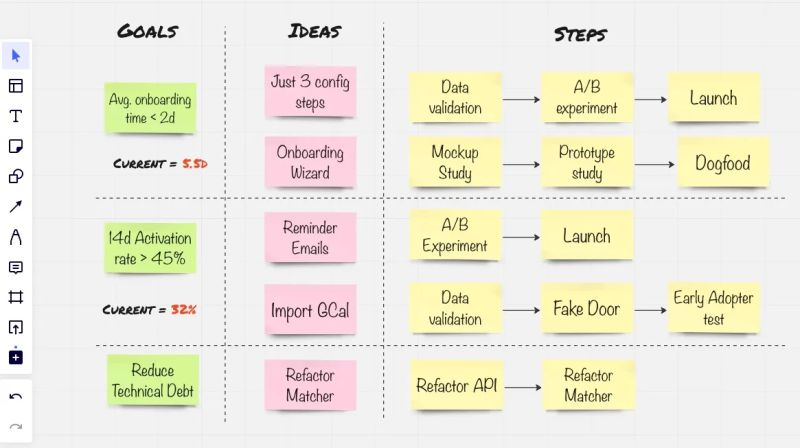 Goals
Ideas
Steps
Avg. onboarding
time < 2d
Current = 5.5d
Just 3 config
steps
Data
validation
A/B
experiment
Launch
Onboarding
Wizard
Mockup
Study
Prototype
study
Dogfood
14d Activation
rate > 45%
Current = 32%
Reminder
Emails
A/B
Experiment
Launch
Import GCal
Data
validation
Fake Door
Early Adopter
test
Reduce
Technical Debt
Refactor
Matcher
Refactor API
Refactor
Matcher